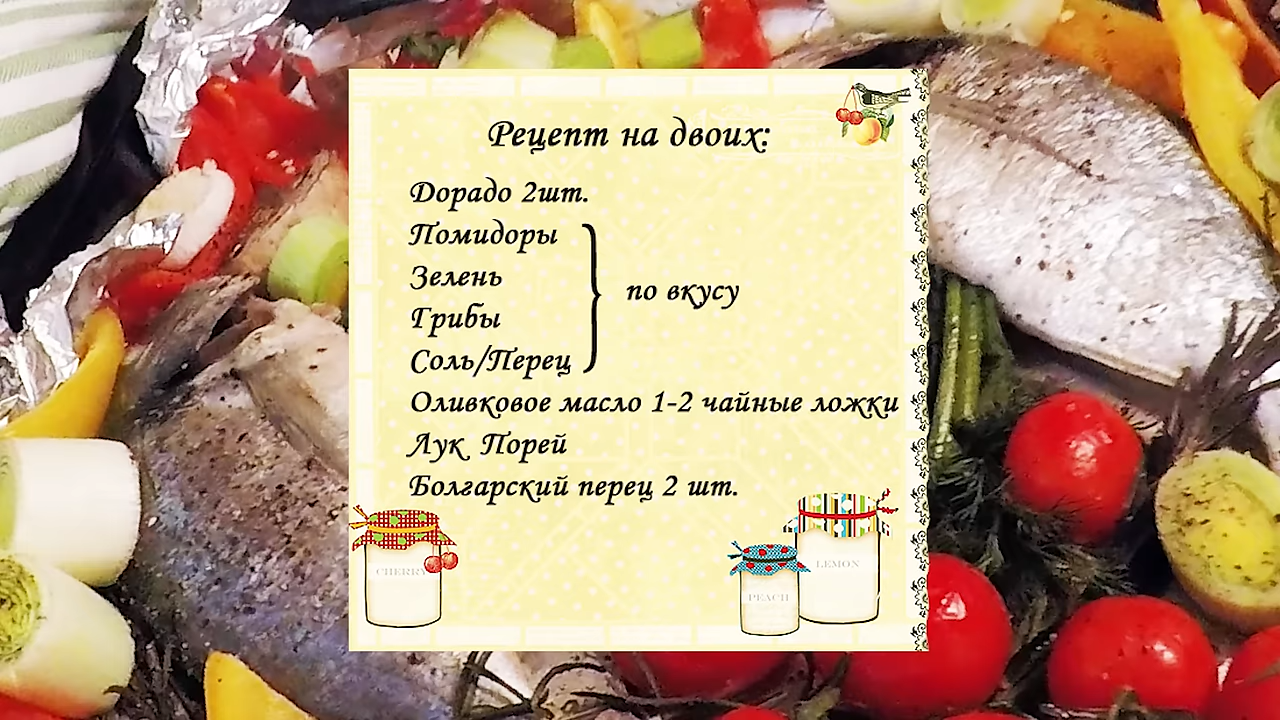 Рецепт на двоих:
Дорадо 2шт.
Помидоры
Зелень
Грибы
Соль/Перец
по вкусу
Оливковое масло 1-2 чайные ложки
Лук Порей
Болгарский перец 2 шт.
CHERRY
PEACH
LEMON